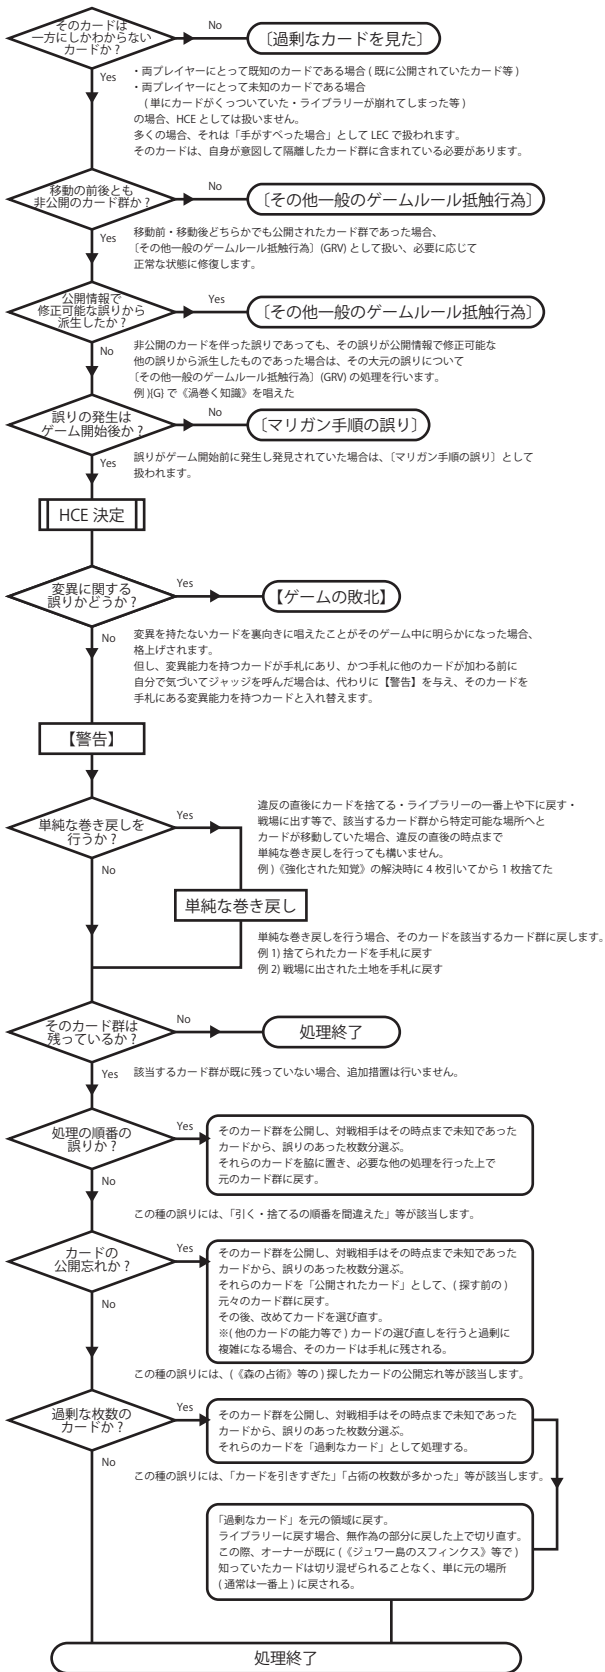 そのカードは
一方にしかわからない
カードか ?
No
〔過剰なカードを見た〕
Yes
・両プレイヤーにとって既知のカードである場合 ( 既に公開されていたカード等 )
・両プレイヤーにとって未知のカードである場合
( 単にカードがくっついていた・ライブラリーが崩れてしまった等 )
の場合、HCE としては扱いません。
多くの場合、それは「手がすべった場合」として LEC で扱われます。
そのカードは、自身が意図して隔離したカード群に含まれている必要があります。
移動の前後とも
非公開のカード群か ?
No
〔その他一般のゲームルール抵触行為〕
Yes
移動前・移動後どちらかでも公開されたカード群であった場合、
〔その他一般のゲームルール抵触行為〕(GRV) として扱い、必要に応じて
正常な状態に修復します。
公開情報で
修正可能な誤りから
派生したか ?
Yes
〔その他一般のゲームルール抵触行為〕
No
非公開のカードを伴った誤りであっても、その誤りが公開情報で修正可能な
他の誤りから派生したものであった場合は、その大元の誤りについて
〔その他一般のゲームルール抵触行為〕(GRV) の処理を行います。
例 ){G} で《渦巻く知識》を唱えた
誤りの発生は
ゲーム開始後か ?
No
〔マリガン手順の誤り〕
Yes
誤りがゲーム開始前に発生し発見されていた場合は、〔マリガン手順の誤り〕として
扱われます。
HCE 決定
変異に関する
誤りかどうか ?
Yes
【ゲームの敗北】
No
変異を持たないカードを裏向きに唱えたことがそのゲーム中に明らかになった場合、
格上げされます。
但し、変異能力を持つカードが手札にあり、かつ手札に他のカードが加わる前に
自分で気づいてジャッジを呼んだ場合は、代わりに【警告】を与え、そのカードを
手札にある変異能力を持つカードと入れ替えます。
【警告】
単純な巻き戻しを
行うか ?
Yes
No
違反の直後にカードを捨てる・ライブラリーの一番上や下に戻す・
戦場に出す等で、該当するカード群から特定可能な場所へと
カードが移動していた場合、違反の直後の時点まで
単純な巻き戻しを行っても構いません。
例 )《強化された知覚》の解決時に 4 枚引いてから 1 枚捨てた
単純な巻き戻し
単純な巻き戻しを行う場合、そのカードを該当するカード群に戻します。
例 1) 捨てられたカードを手札に戻す
例 2) 戦場に出された土地を手札に戻す
そのカード群は
残っているか ?
No
処理終了
Yes
該当するカード群が既に残っていない場合、追加措置は行いません。
処理の順番の
誤りか ?
Yes
そのカード群を公開し、対戦相手はその時点まで未知であった
カードから、誤りのあった枚数分選ぶ。
それらのカードを脇に置き、必要な他の処理を行った上で
元のカード群に戻す。
No
この種の誤りには、「引く・捨てるの順番を間違えた」等が該当します。
カードの
公開忘れか ?
Yes
そのカード群を公開し、対戦相手はその時点まで未知であった
カードから、誤りのあった枚数分選ぶ。
それらのカードを「公開されたカード」として、( 探す前の )
元々のカード群に戻す。
その後、改めてカードを選び直す。
※( 他のカードの能力等で ) カードの選び直しを行うと過剰に
複雑になる場合、そのカードは手札に残される。
No
この種の誤りには、(《森の占術》等の ) 探したカードの公開忘れ等が該当します。
過剰な枚数の
カードか ?
Yes
そのカード群を公開し、対戦相手はその時点まで未知であった
カードから、誤りのあった枚数分選ぶ。
それらのカードを「過剰なカード」として処理する。
No
この種の誤りには、「カードを引きすぎた」「占術の枚数が多かった」等が該当します。
「過剰なカード」を元の領域に戻す。
ライブラリーに戻す場合、無作為の部分に戻した上で切り直す。
この際、オーナーが既に (《ジュワー島のスフィンクス》等で )
知っていたカードは切り混ぜられることなく、単に元の場所
( 通常は一番上 ) に戻される。
処理終了